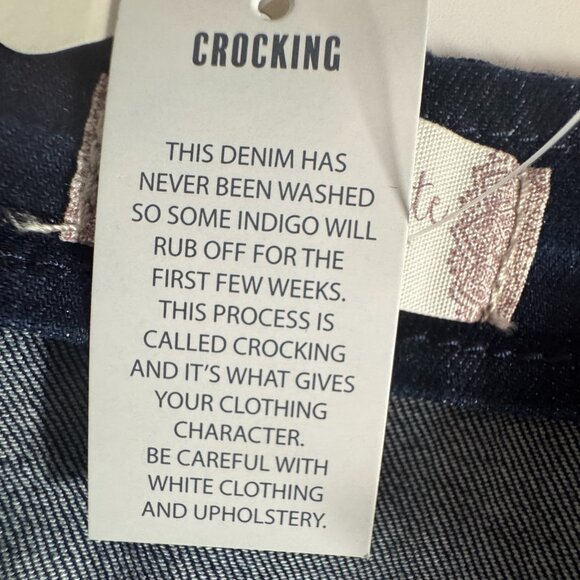 CROCKING
THIS DENIM HAS
NEVER BEEN WASHED
SO SOME INDIGO WILL
RUB OFF FOR THE
FIRST FEW WEEKS.
THIS PROCESS IS
CALLED CROCKING
AND IT'S WHAT GIVES
YOUR CLOTHING
CHARACTER.
BE CAREFUL WITH
WHITE CLOTHING
AND UPHOLSTERY.